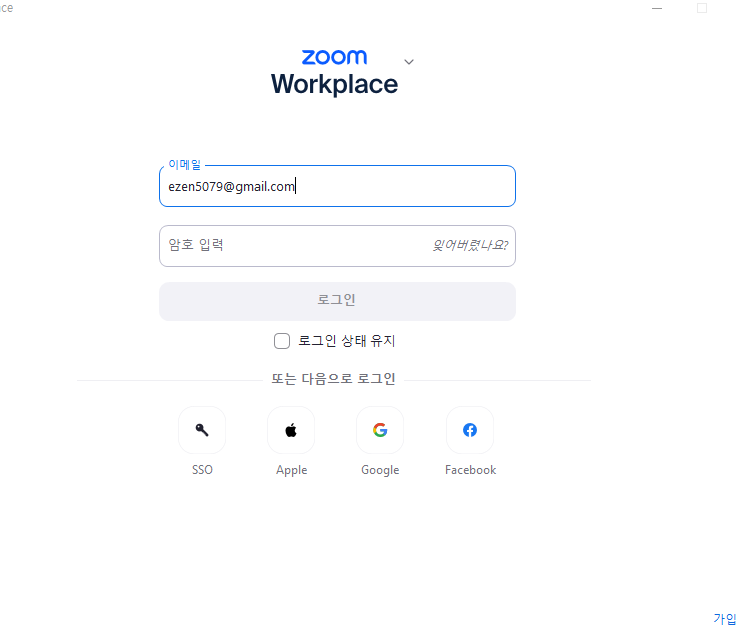 ce
zoom
Workplace
이메일
ezen5079@gmail.com
암호 입력 잊어버렸나요?
로그인
로그인 상태 유지
또는 다음으로 로그인
SSO Apple Google Facebook
가입